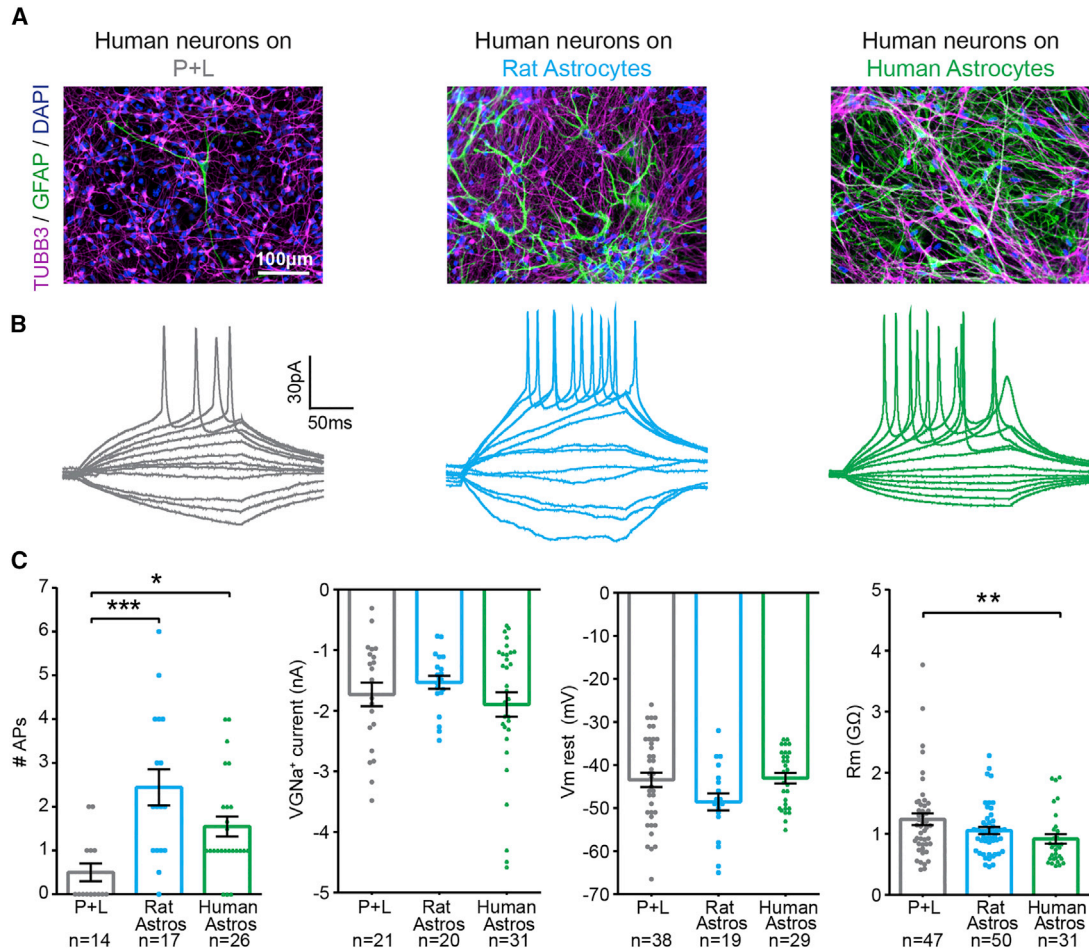 A
Human neurons on
P+L
Human neurons on
Rat Astrocytes
Human neurons on
Human Astrocytes
TUBB3 / GFAP / DAPI
100µm
B
30pA
50ms
C
# APs
7
6
5
4
3
2
1
0
*
***
P+L
Rat
Astros
Human
Astros
n=14
n=17
n=26
VGNa⁺ current (nA)
0
-1
-2
-3
-4
-5
P+L
Rat
Astros
Human
Astros
n=21
n=20
n=31
Vm rest (mV)
0
-10
-20
-30
-40
-50
-60
-70
P+L
Rat
Astros
Human
Astros
n=38
n=19
n=29
Rm (GΩ)
5
4
3
2
1
0
**
P+L
Rat
Astros
Human
Astros
n=47
n=50
n=31